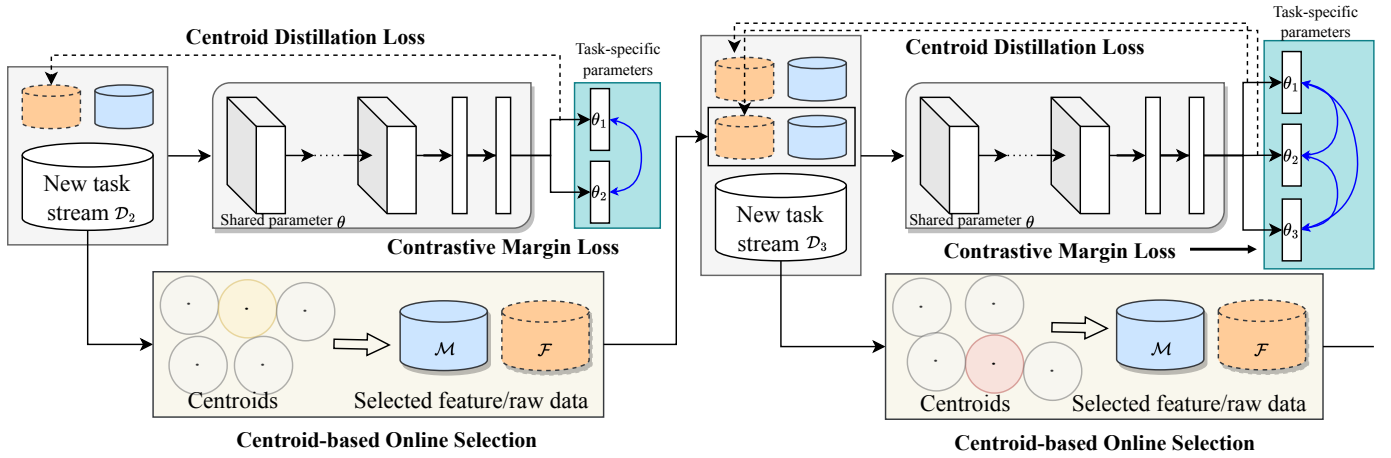 Centroid Distillation Loss
Task-specific
parameters
θ₁
θ₂
New task
stream 𝒟₂
Shared parameter θ
Contrastive Margin Loss
ℳ
ℱ
Centroids
Selected feature/raw data
Centroid-based Online Selection
Task-specific
parameters
Centroid Distillation Loss
θ₁
θ₂
θ₃
New task
stream 𝒟₃
Shared parameter θ
Contrastive Margin Loss
ℳ
ℱ
Centroids
Selected feature/raw data
Centroid-based Online Selection